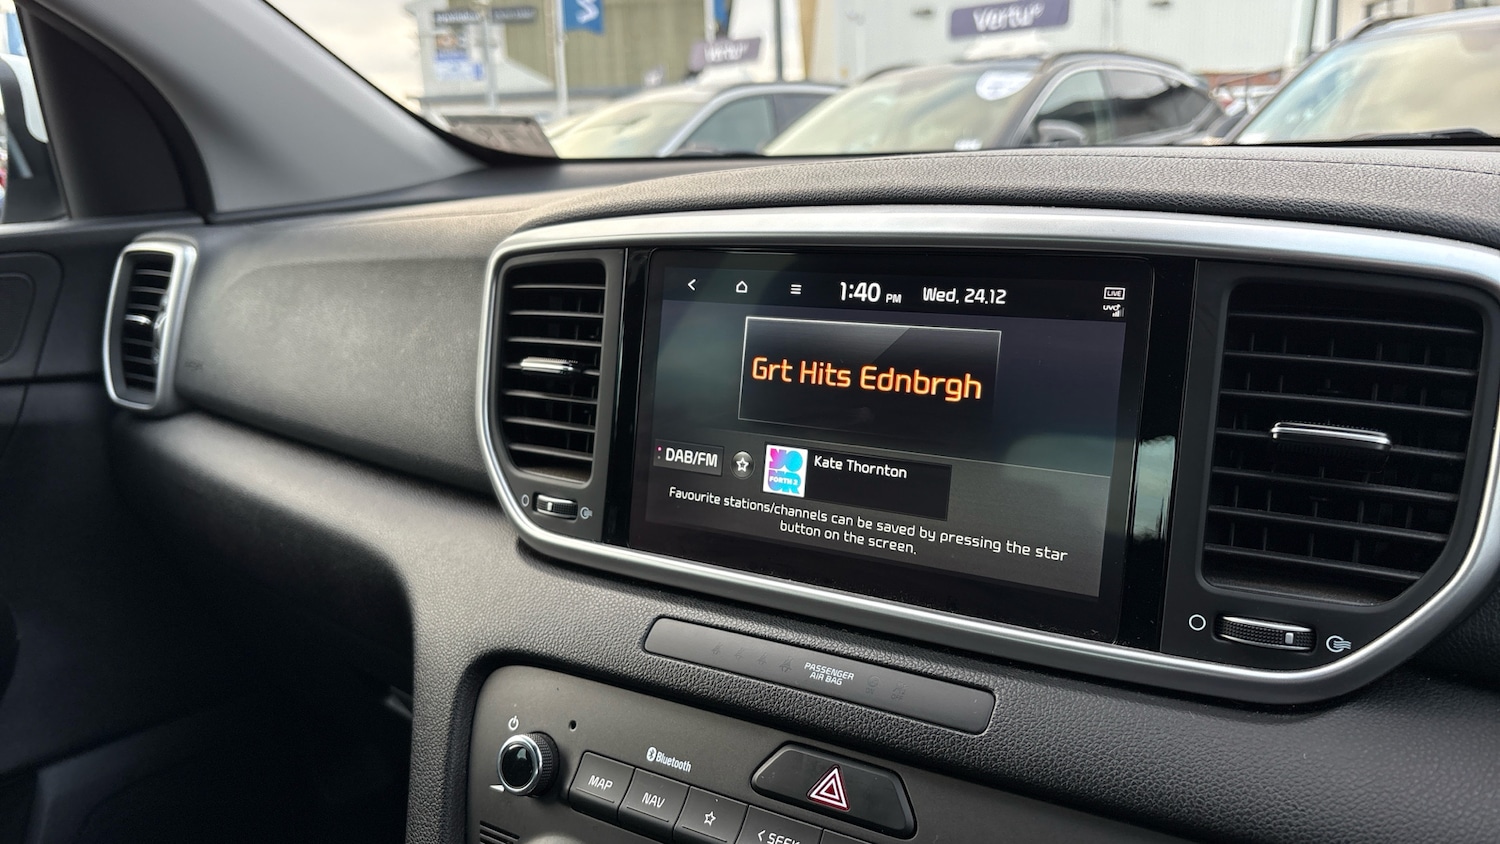 Vertu
Vertu
1:40 PM Wed, 24.12
LIVE
UVO
Grt Hits Ednbrgh
DAB/FM
FORTH 2
Kate Thornton
Favourite stations/channels can be saved by pressing the star
button on the screen.
PASSENGER
AIR BAG
Bluetooth
MAP
NAV
< SEEK